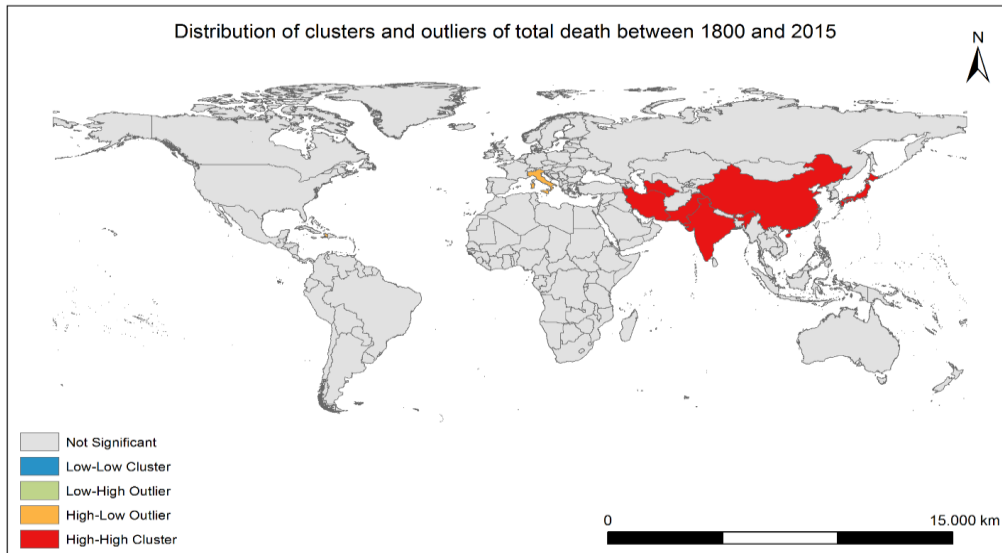 Distribution of clusters and outliers of total death between 1800 and 2015
N
Not Significant
Low-Low Cluster
Low-High Outlier
High-Low Outlier
High-High Cluster
0 15.000 km